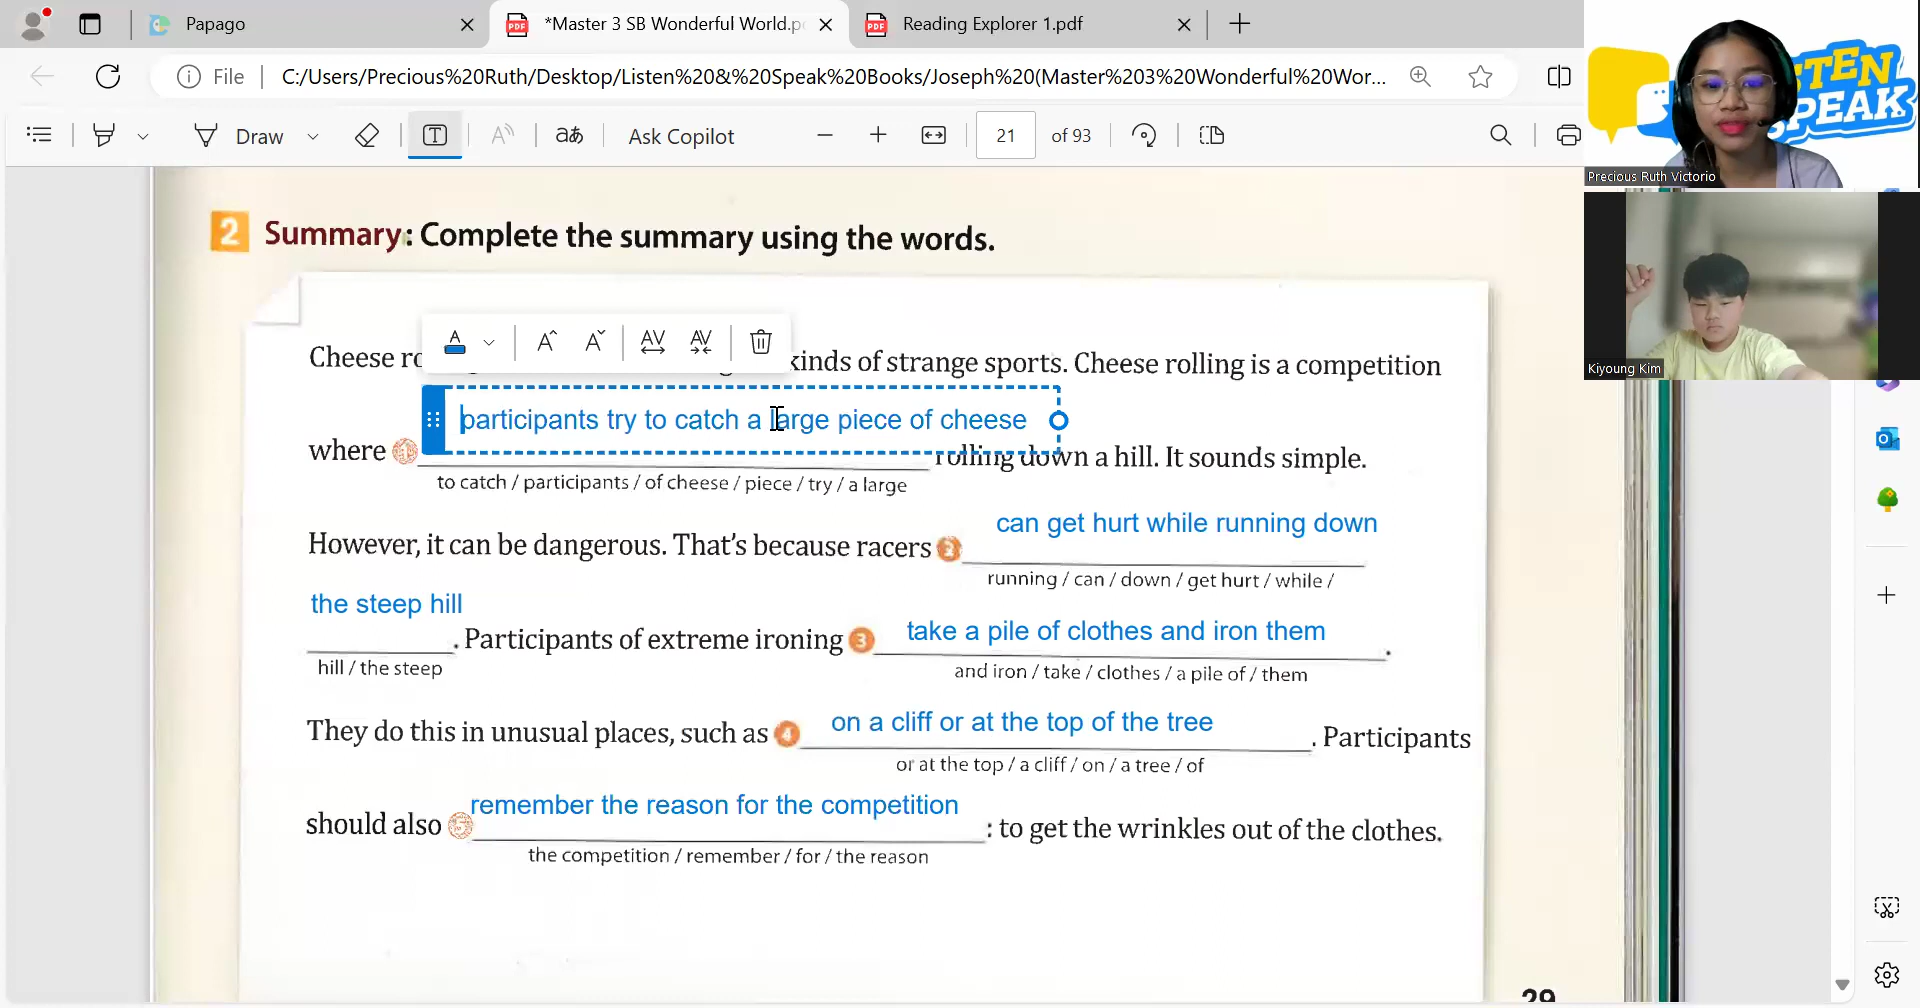 Papago
*Master 3 SB Wonderful World.p
Reading Explorer 1.pdf
File
C:/Users/Precious%20Ruth/Desktop/Listen%20&%20Speak%20Books/Joseph%20(Master%203%20Wonderful%20Wor...
Draw
aあ
Ask Copilot
21
of 93
STEN
SPEAK
Precious Ruth Victorio
Kiyoung Kim
2 Summary: Complete the summary using the words.
Cheese ro
kinds of strange sports. Cheese rolling is a competition
participants try to catch a large piece of cheese
where 1 rolling down a hill. It sounds simple.
to catch / participants / of cheese / piece / try / a large
can get hurt while running down
However, it can be dangerous. That's because racers 2
running / can / down / get hurt / while /
the steep hill
. Participants of extreme ironing 3 take a pile of clothes and iron them .
hill / the steep
and iron / take / clothes / a pile of / them
They do this in unusual places, such as 4 on a cliff or at the top of the tree . Participants
or at the top / a cliff / on / a tree / of
remember the reason for the competition
should also 5 : to get the wrinkles out of the clothes.
the competition / remember / for / the reason
29